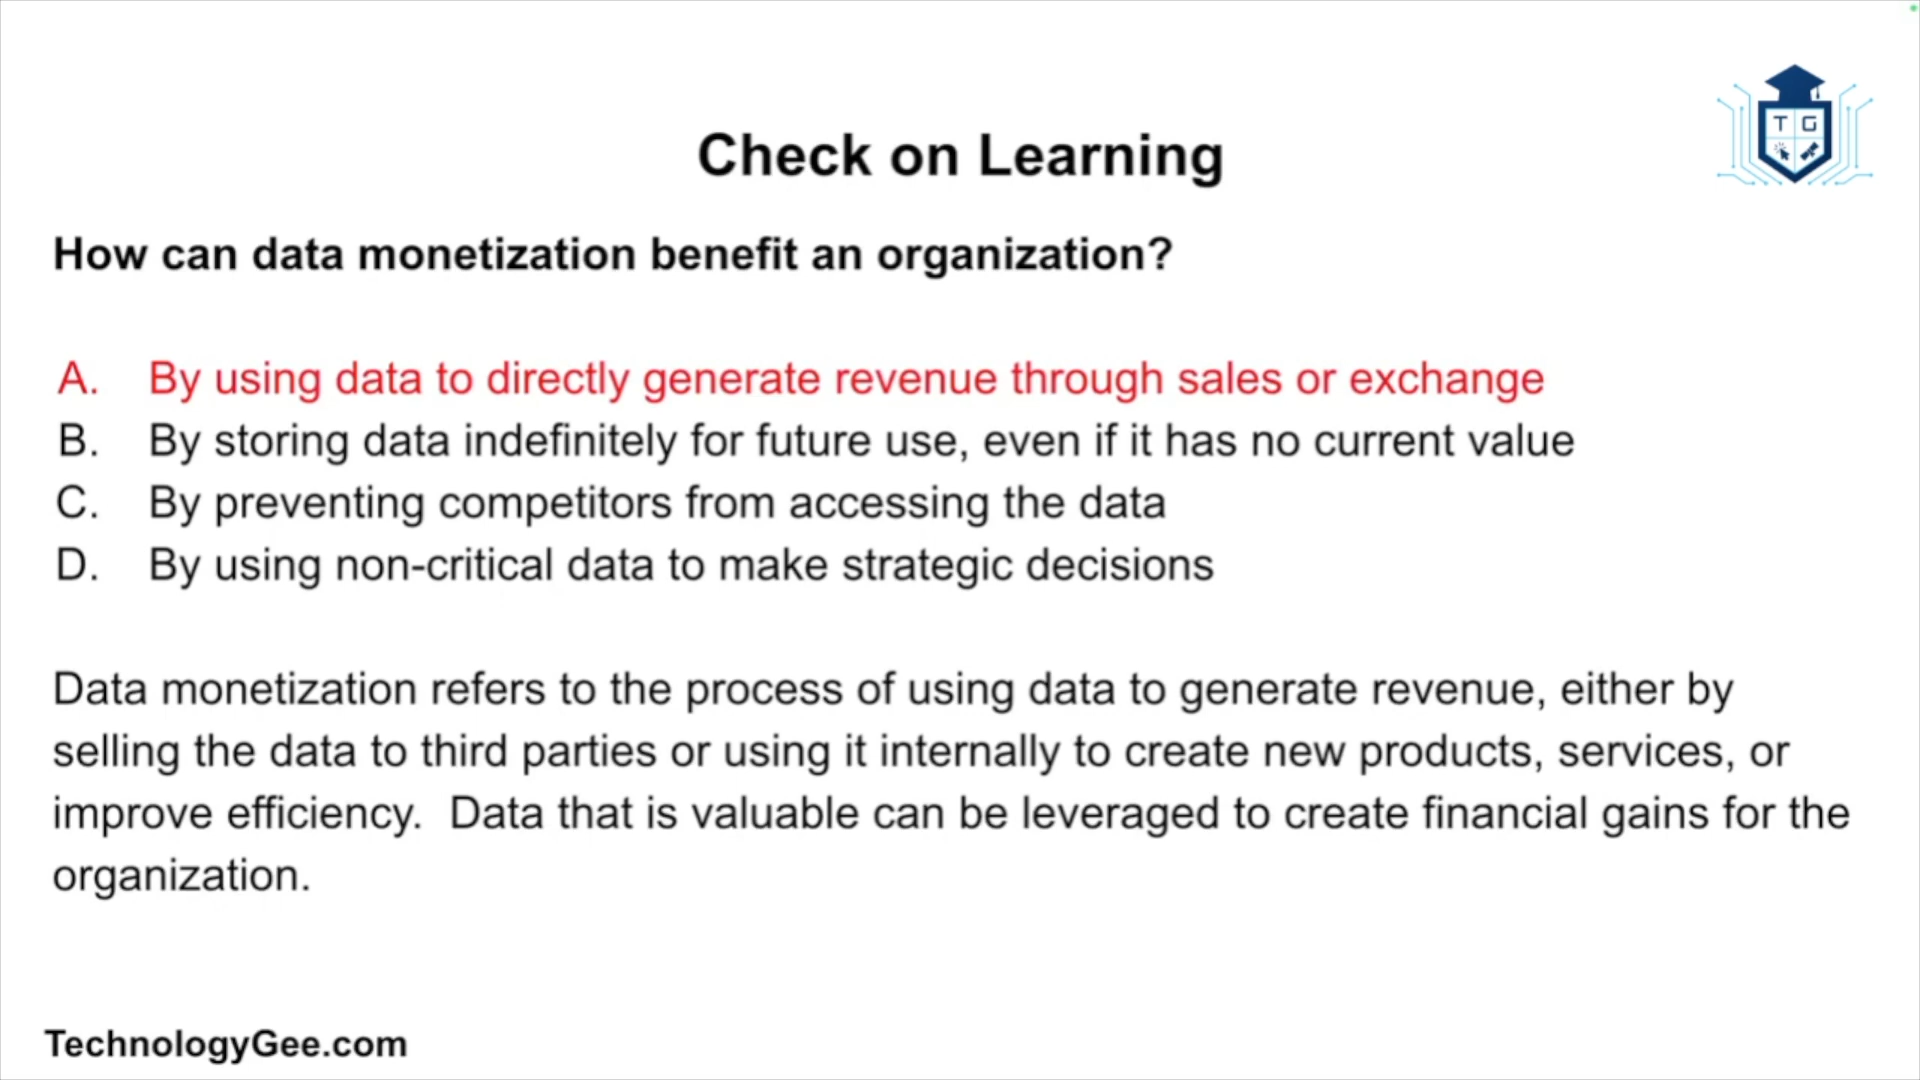 T G
Check on Learning
How can data monetization benefit an organization?
A. By using data to directly generate revenue through sales or exchange
B. By storing data indefinitely for future use, even if it has no current value
C. By preventing competitors from accessing the data
D. By using non-critical data to make strategic decisions
Data monetization refers to the process of using data to generate revenue, either by
selling the data to third parties or using it internally to create new products, services, or
improve efficiency.  Data that is valuable can be leveraged to create financial gains for the
organization.
TechnologyGee.com